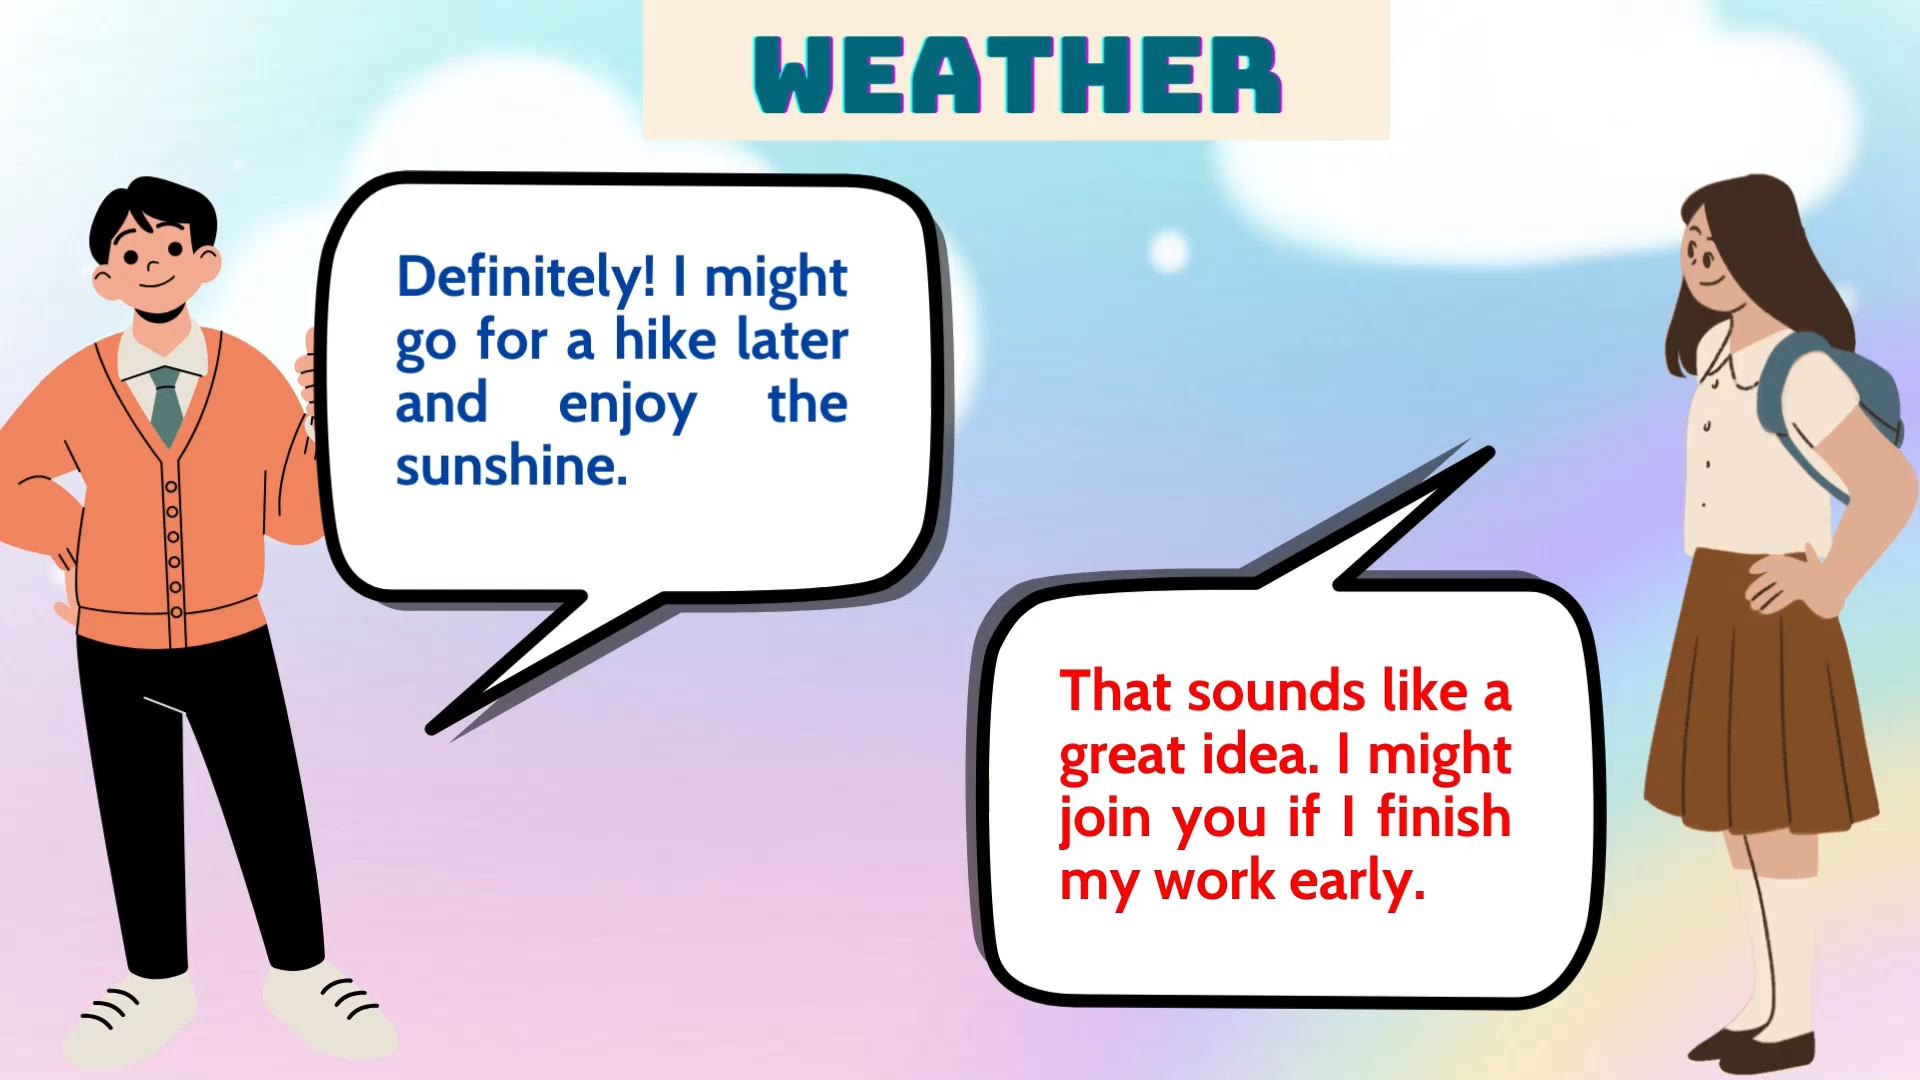 WEATHER
Definitely! I might
go for a hike later
and enjoy the
sunshine.
That sounds like a
great idea. I might
join you if I finish
my work early.